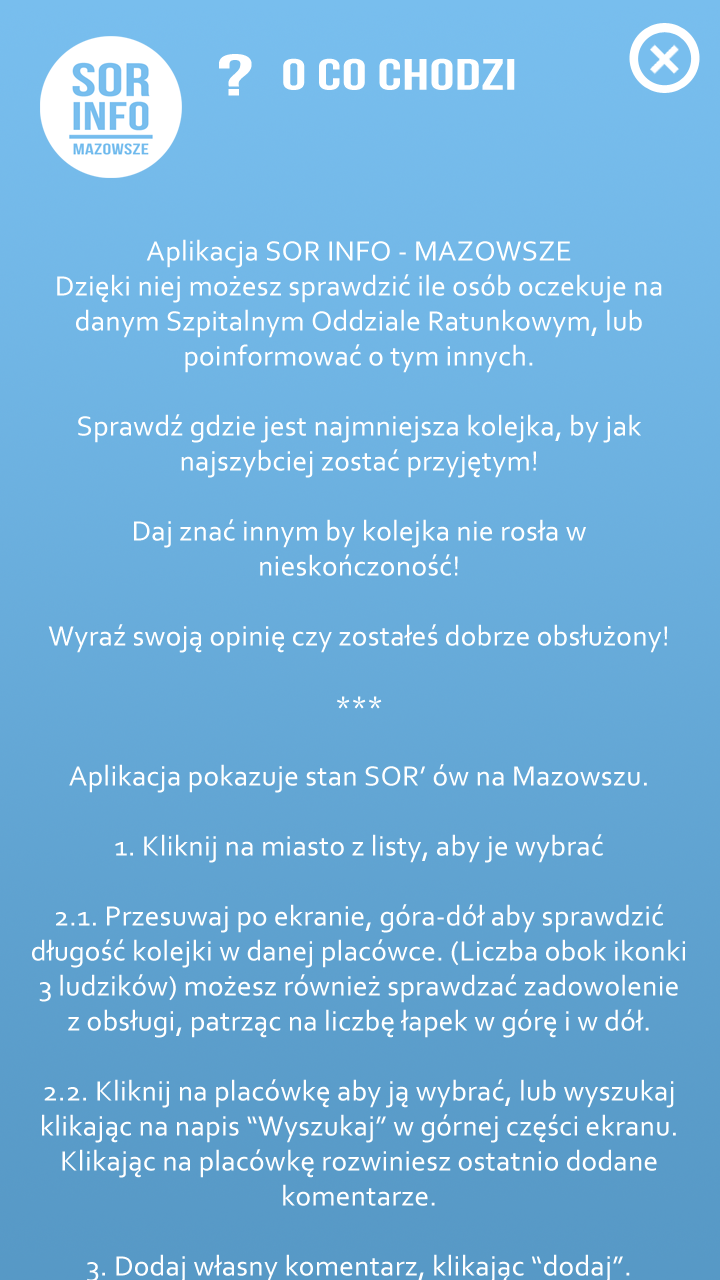 SOR
INFO
MAZOWSZE
? O CO CHODZI
Aplikacja SOR INFO - MAZOWSZE
Dzięki niej możesz sprawdzić ile osób oczekuje na
danym Szpitalnym Oddziale Ratunkowym, lub
poinformować o tym innych.
Sprawdź gdzie jest najmniejsza kolejka, by jak
najszybciej zostać przyjętym!
Daj znać innym by kolejka nie rosła w
nieskończoność!
Wyraź swoją opinię czy zostałeś dobrze obsłużony!
***
Aplikacja pokazuje stan SOR’ ów na Mazowszu.
1. Kliknij na miasto z listy, aby je wybrać
2.1. Przesuwaj po ekranie, góra-dół aby sprawdzić
długość kolejki w danej placówce. (Liczba obok ikonki
3 ludzików) możesz również sprawdzać zadowolenie
z obsługi, patrząc na liczbę łapek w górę i w dół.
2.2. Kliknij na placówkę aby ją wybrać, lub wyszukaj
klikając na napis “Wyszukaj” w górnej części ekranu.
Klikając na placówkę rozwiniesz ostatnio dodane
komentarze.
3. Dodaj własny komentarz, klikając “dodaj”.